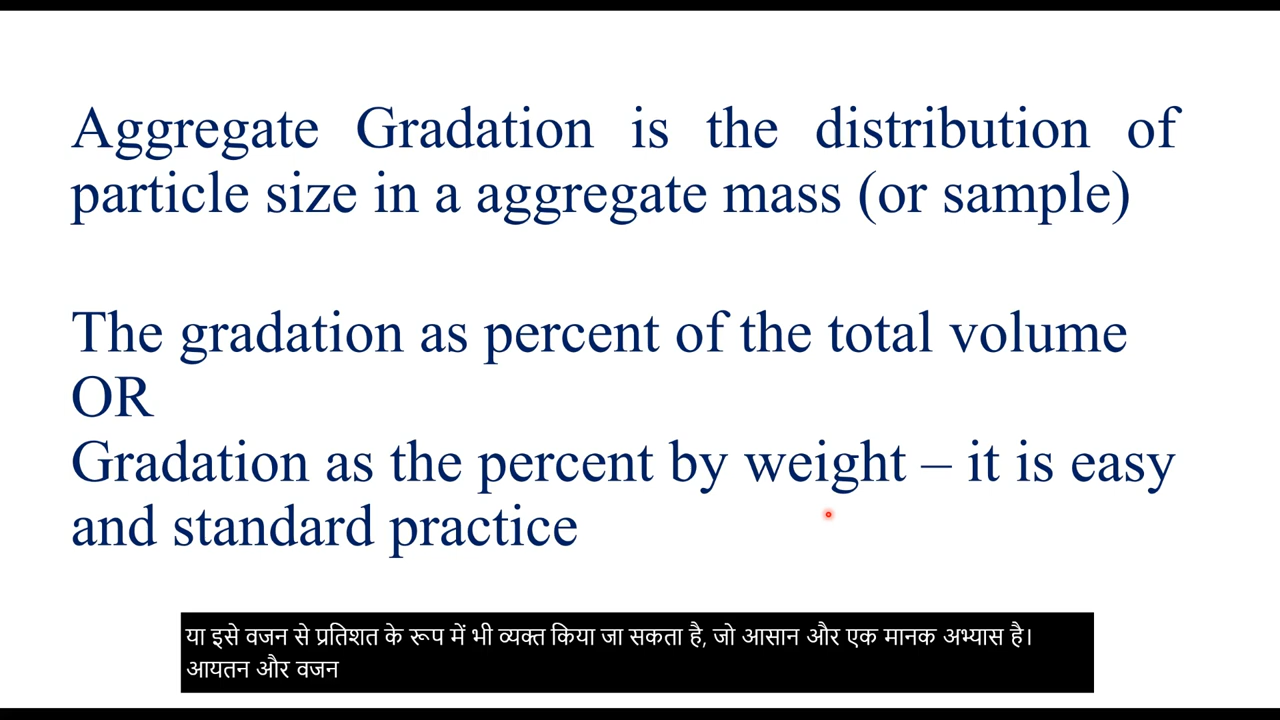 Aggregate Gradation is the distribution of
particle size in a aggregate mass (or sample)
The gradation as percent of the total volume
OR
Gradation as the percent by weight – it is easy
and standard practice
या इसे वजन से प्रतिशत के रूप में भी व्यक्त किया जा सकता है, जो आसान और एक मानक अभ्यास है।
आयतन और वजन